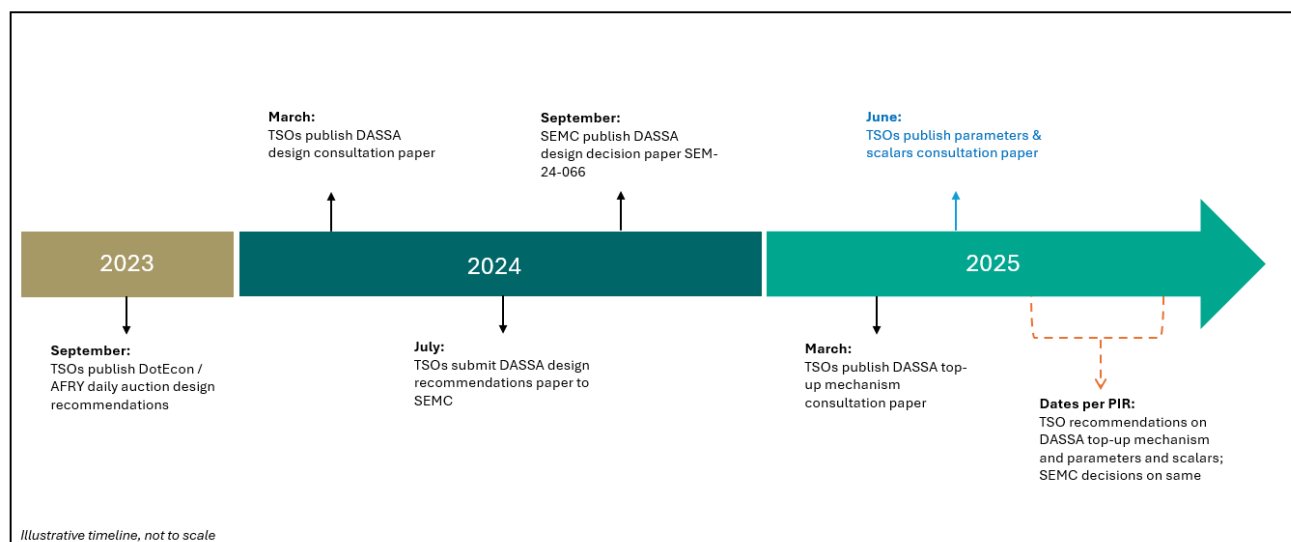 March:
TSOs publish DASSA
design consultation paper
September:
SEMC publish DASSA
design decision paper SEM-
24-066
June:
TSOs publish parameters &
scalars consultation paper
2023
2024
2025
September:
TSOs publish DotEcon /
AFRY daily auction design
recommendations
July:
TSOs submit DASSA design
recommendations paper to
SEMC
March:
TSOs publish DASSA top-
up mechanism
consultation paper
Dates per PIR:
TSO recommendations on
DASSA top-up mechanism
and parameters and scalars;
SEMC decisions on same
Illustrative timeline, not to scale